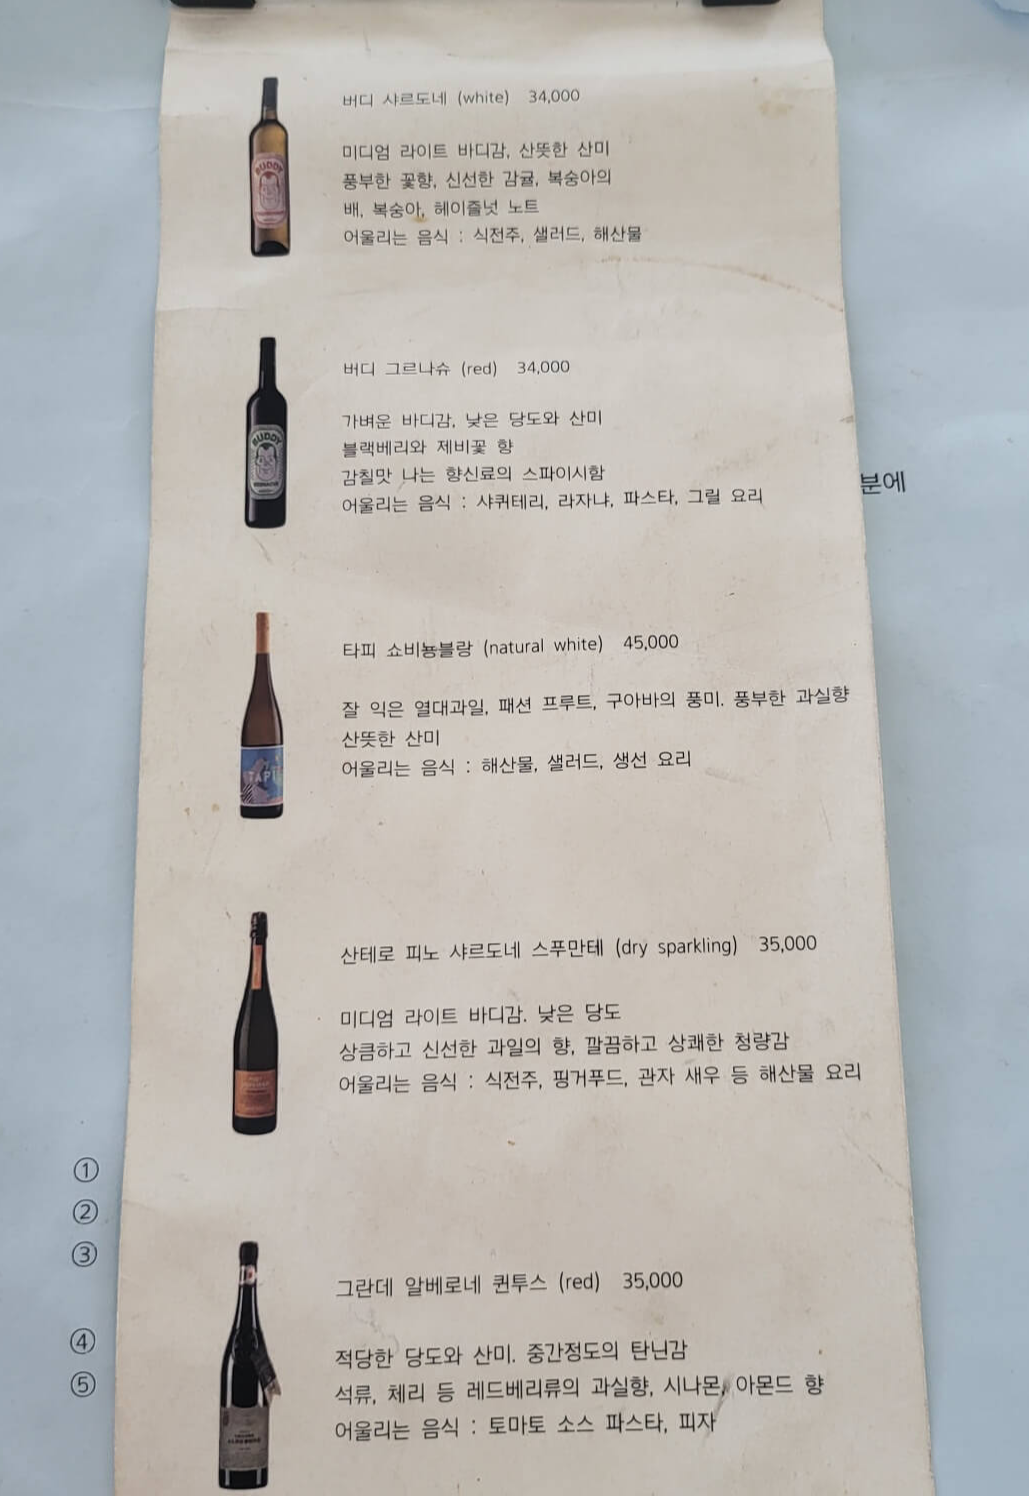 버디 샤르도네 (white) 34,000
미디엄 라이트 바디감, 산뜻한 산미
풍부한 꽃향, 신선한 감귤, 복숭아의
배, 복숭아, 헤이즐넛 노트
어울리는 음식 : 식전주, 샐러드, 해산물
BUDDY
버디 그르나슈 (red) 34,000
가벼운 바디감, 낮은 당도와 산미
블랙베리와 제비꽃 향
감칠맛 나는 향신료의 스파이시함
어울리는 음식 : 샤퀴테리, 라자냐, 파스타, 그릴 요리
BUDDY
분에
타피 쇼비뇽블랑 (natural white) 45,000
잘 익은 열대과일, 패션 프루트, 구아바의 풍미. 풍부한 과실향
산뜻한 산미
어울리는 음식 : 해산물, 샐러드, 생선 요리
TAPI
산테로 피노 샤르도네 스푸만테 (dry sparkling) 35,000
미디엄 라이트 바디감. 낮은 당도
상큼하고 신선한 과일의 향, 깔끔하고 상쾌한 청량감
어울리는 음식 : 식전주, 핑거푸드, 관자 새우 등 해산물 요리
①
②
③
④
⑤
그란데 알베로네 퀸투스 (red) 35,000
적당한 당도와 산미. 중간정도의 탄닌감
석류, 체리 등 레드베리류의 과실향, 시나몬, 아몬드 향
어울리는 음식 : 토마토 소스 파스타, 피자